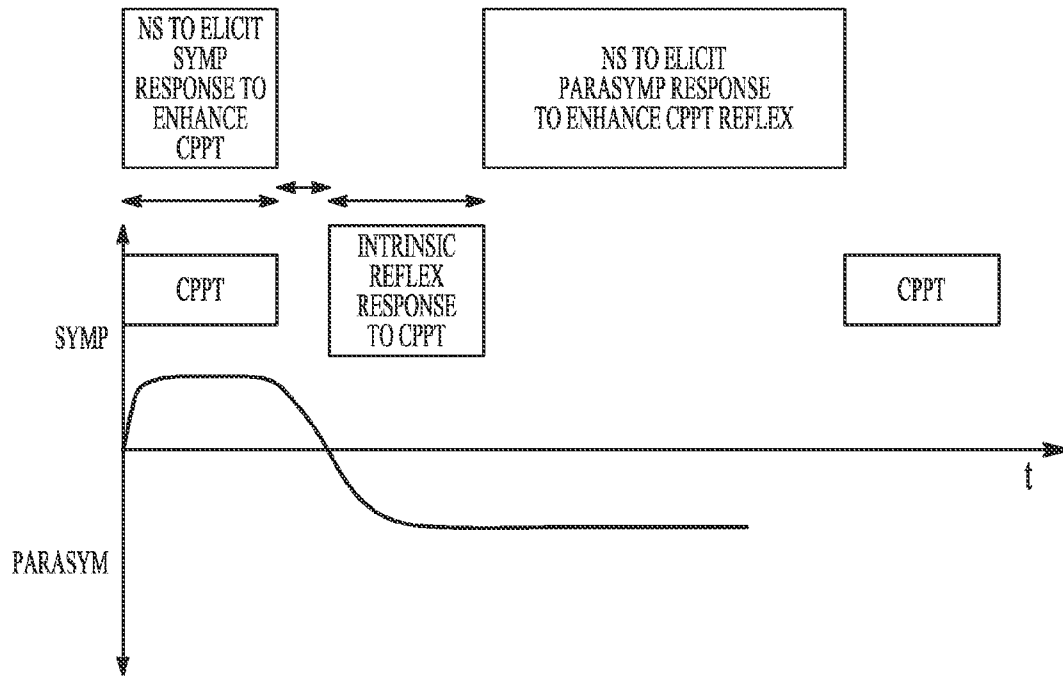 NS TO ELICIT
SYMP
RESPONSE TO
ENHANCE
CPPT
NS TO ELICIT
PARASYMP RESPONSE
TO ENHANCE CPPT REFLEX
CPPT
INTRINSIC
REFLEX
RESPONSE
TO CPPT
CPPT
SYMP
t
PARASYM